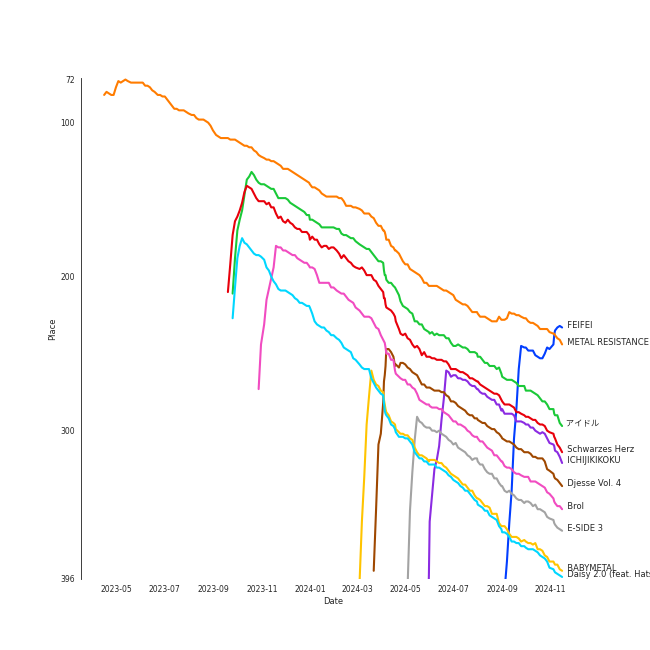 72
100
200
300
396
Place
2023-05 2023-07 2023-09 2023-11 2024-01 2024-03 2024-05 2024-07 2024-09 2024-11
Date
FEIFEI
METAL RESISTANCE
アイドル
Schwarzes Herz
ICHIJIKIKOKU
Djesse Vol. 4
Brol
E-SIDE 3
BABYMETAL
Daisy 2.0 (feat. Hats